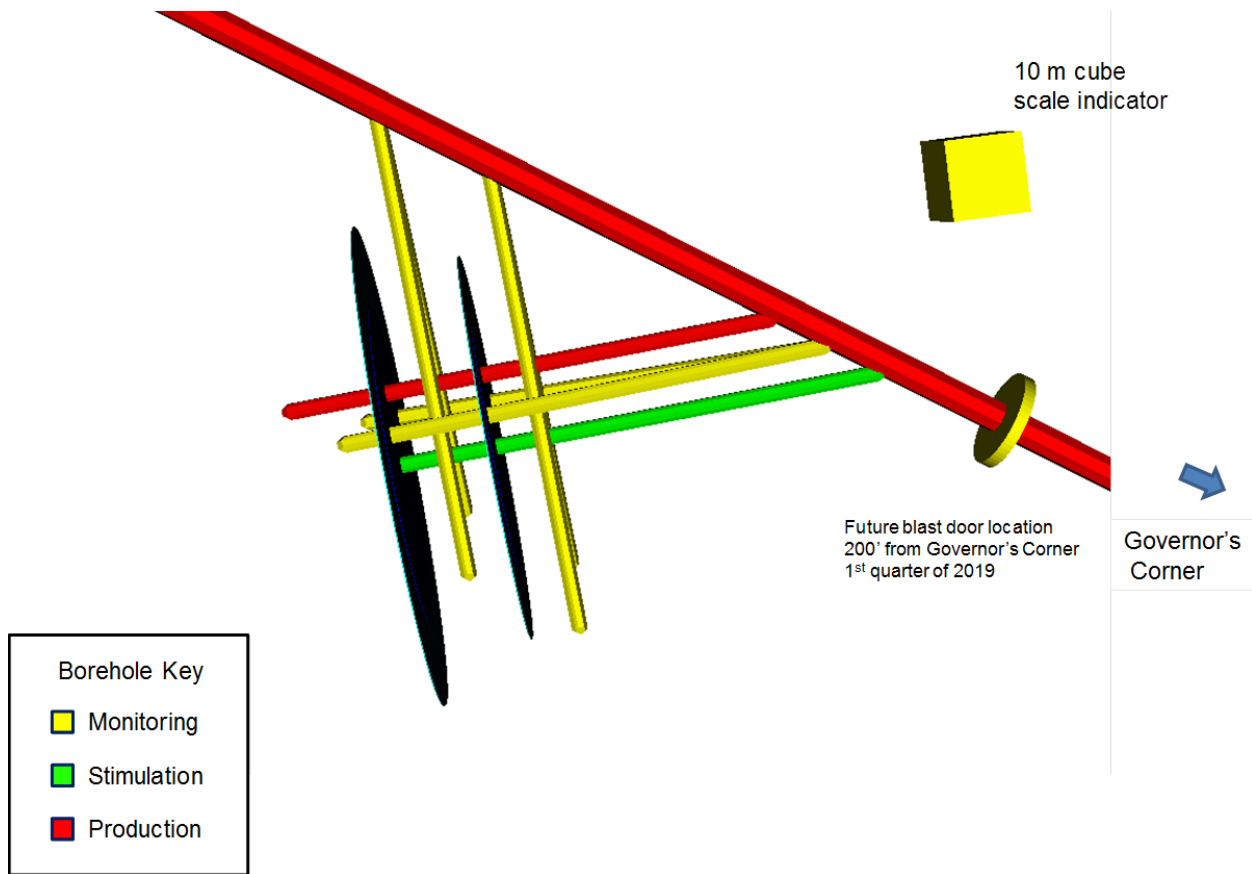 10 m cube
scale indicator
Future blast door location
200' from Governor's Corner
1st quarter of 2019
Governor's
Corner
Borehole Key
Monitoring
Stimulation
Production